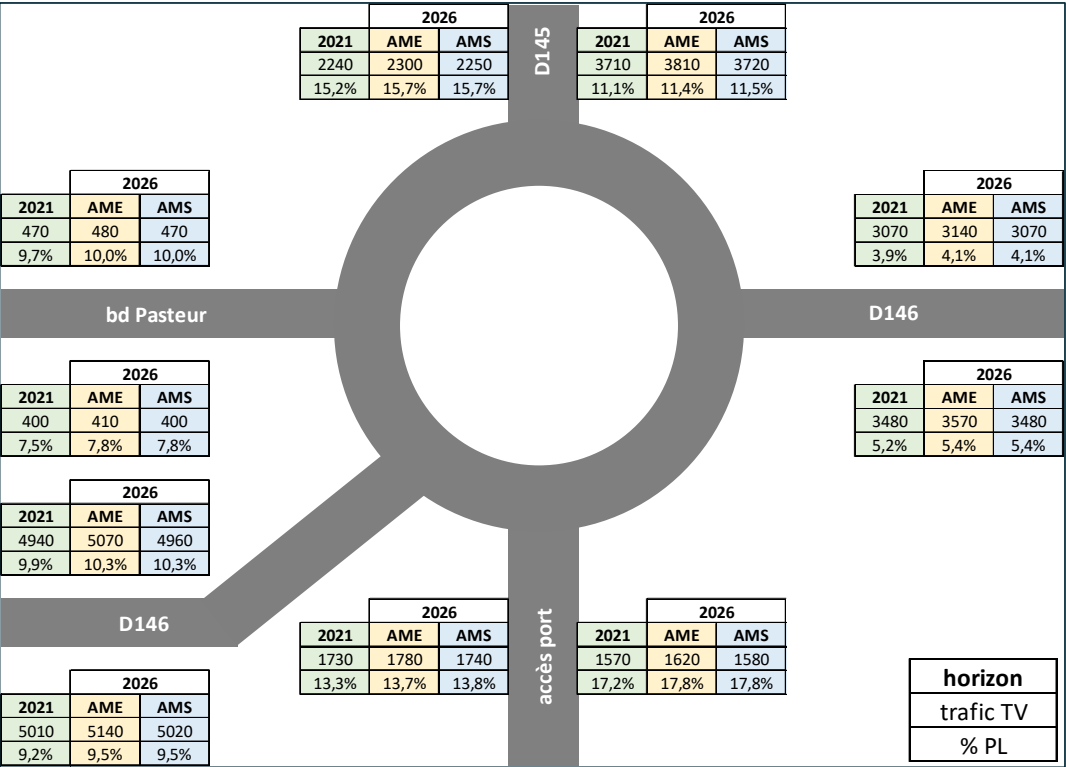 2026
2021 AME AMS
2240 2300 2250
15,2% 15,7% 15,7%
D145
2026
2021 AME AMS
3710 3810 3720
11,1% 11,4% 11,5%
2026
2021 AME AMS
470 480 470
9,7% 10,0% 10,0%
2026
2021 AME AMS
3070 3140 3070
3,9% 4,1% 4,1%
bd Pasteur
D146
2026
2021 AME AMS
400 410 400
7,5% 7,8% 7,8%
2026
2021 AME AMS
3480 3570 3480
5,2% 5,4% 5,4%
2026
2021 AME AMS
4940 5070 4960
9,9% 10,3% 10,3%
D146
2026
2021 AME AMS
1730 1780 1740
13,3% 13,7% 13,8%
accès port
2026
2021 AME AMS
1570 1620 1580
17,2% 17,8% 17,8%
2026
2021 AME AMS
5010 5140 5020
9,2% 9,5% 9,5%
horizon
trafic TV
% PL